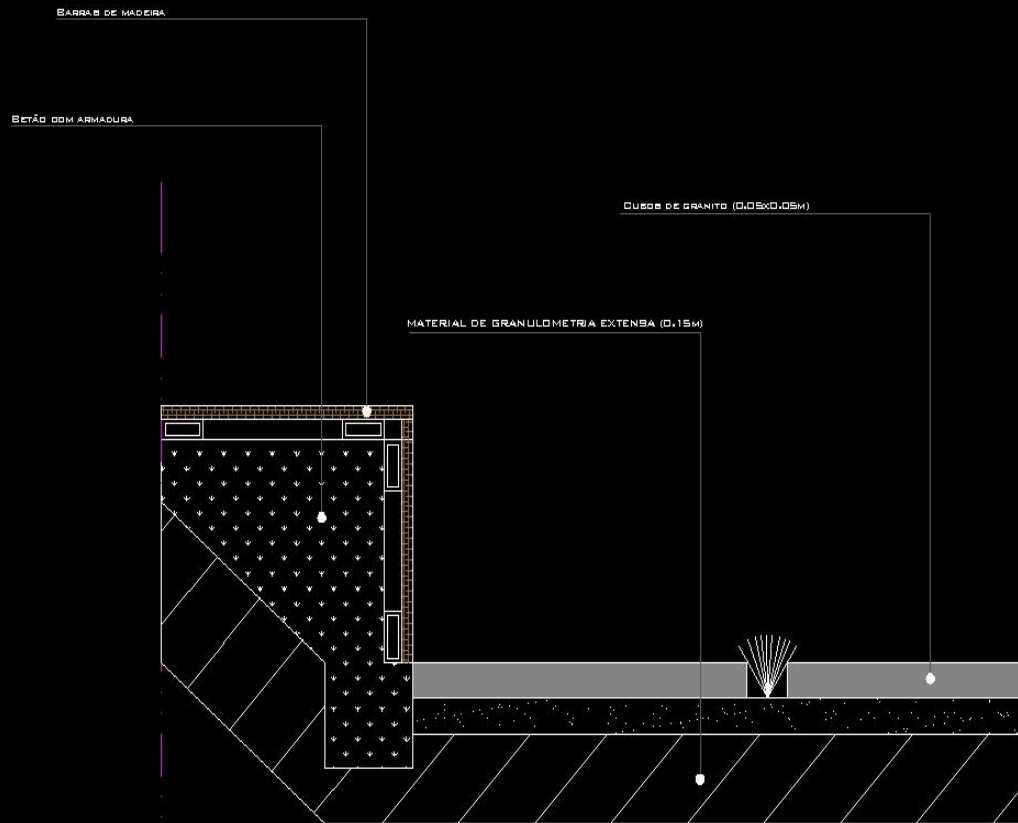 Barras de madeira
Betão com armadura
Cubos de granito (0.05x0.05m)
MATERIAL DE GRANULOMETRIA EXTENSA (0.15m)